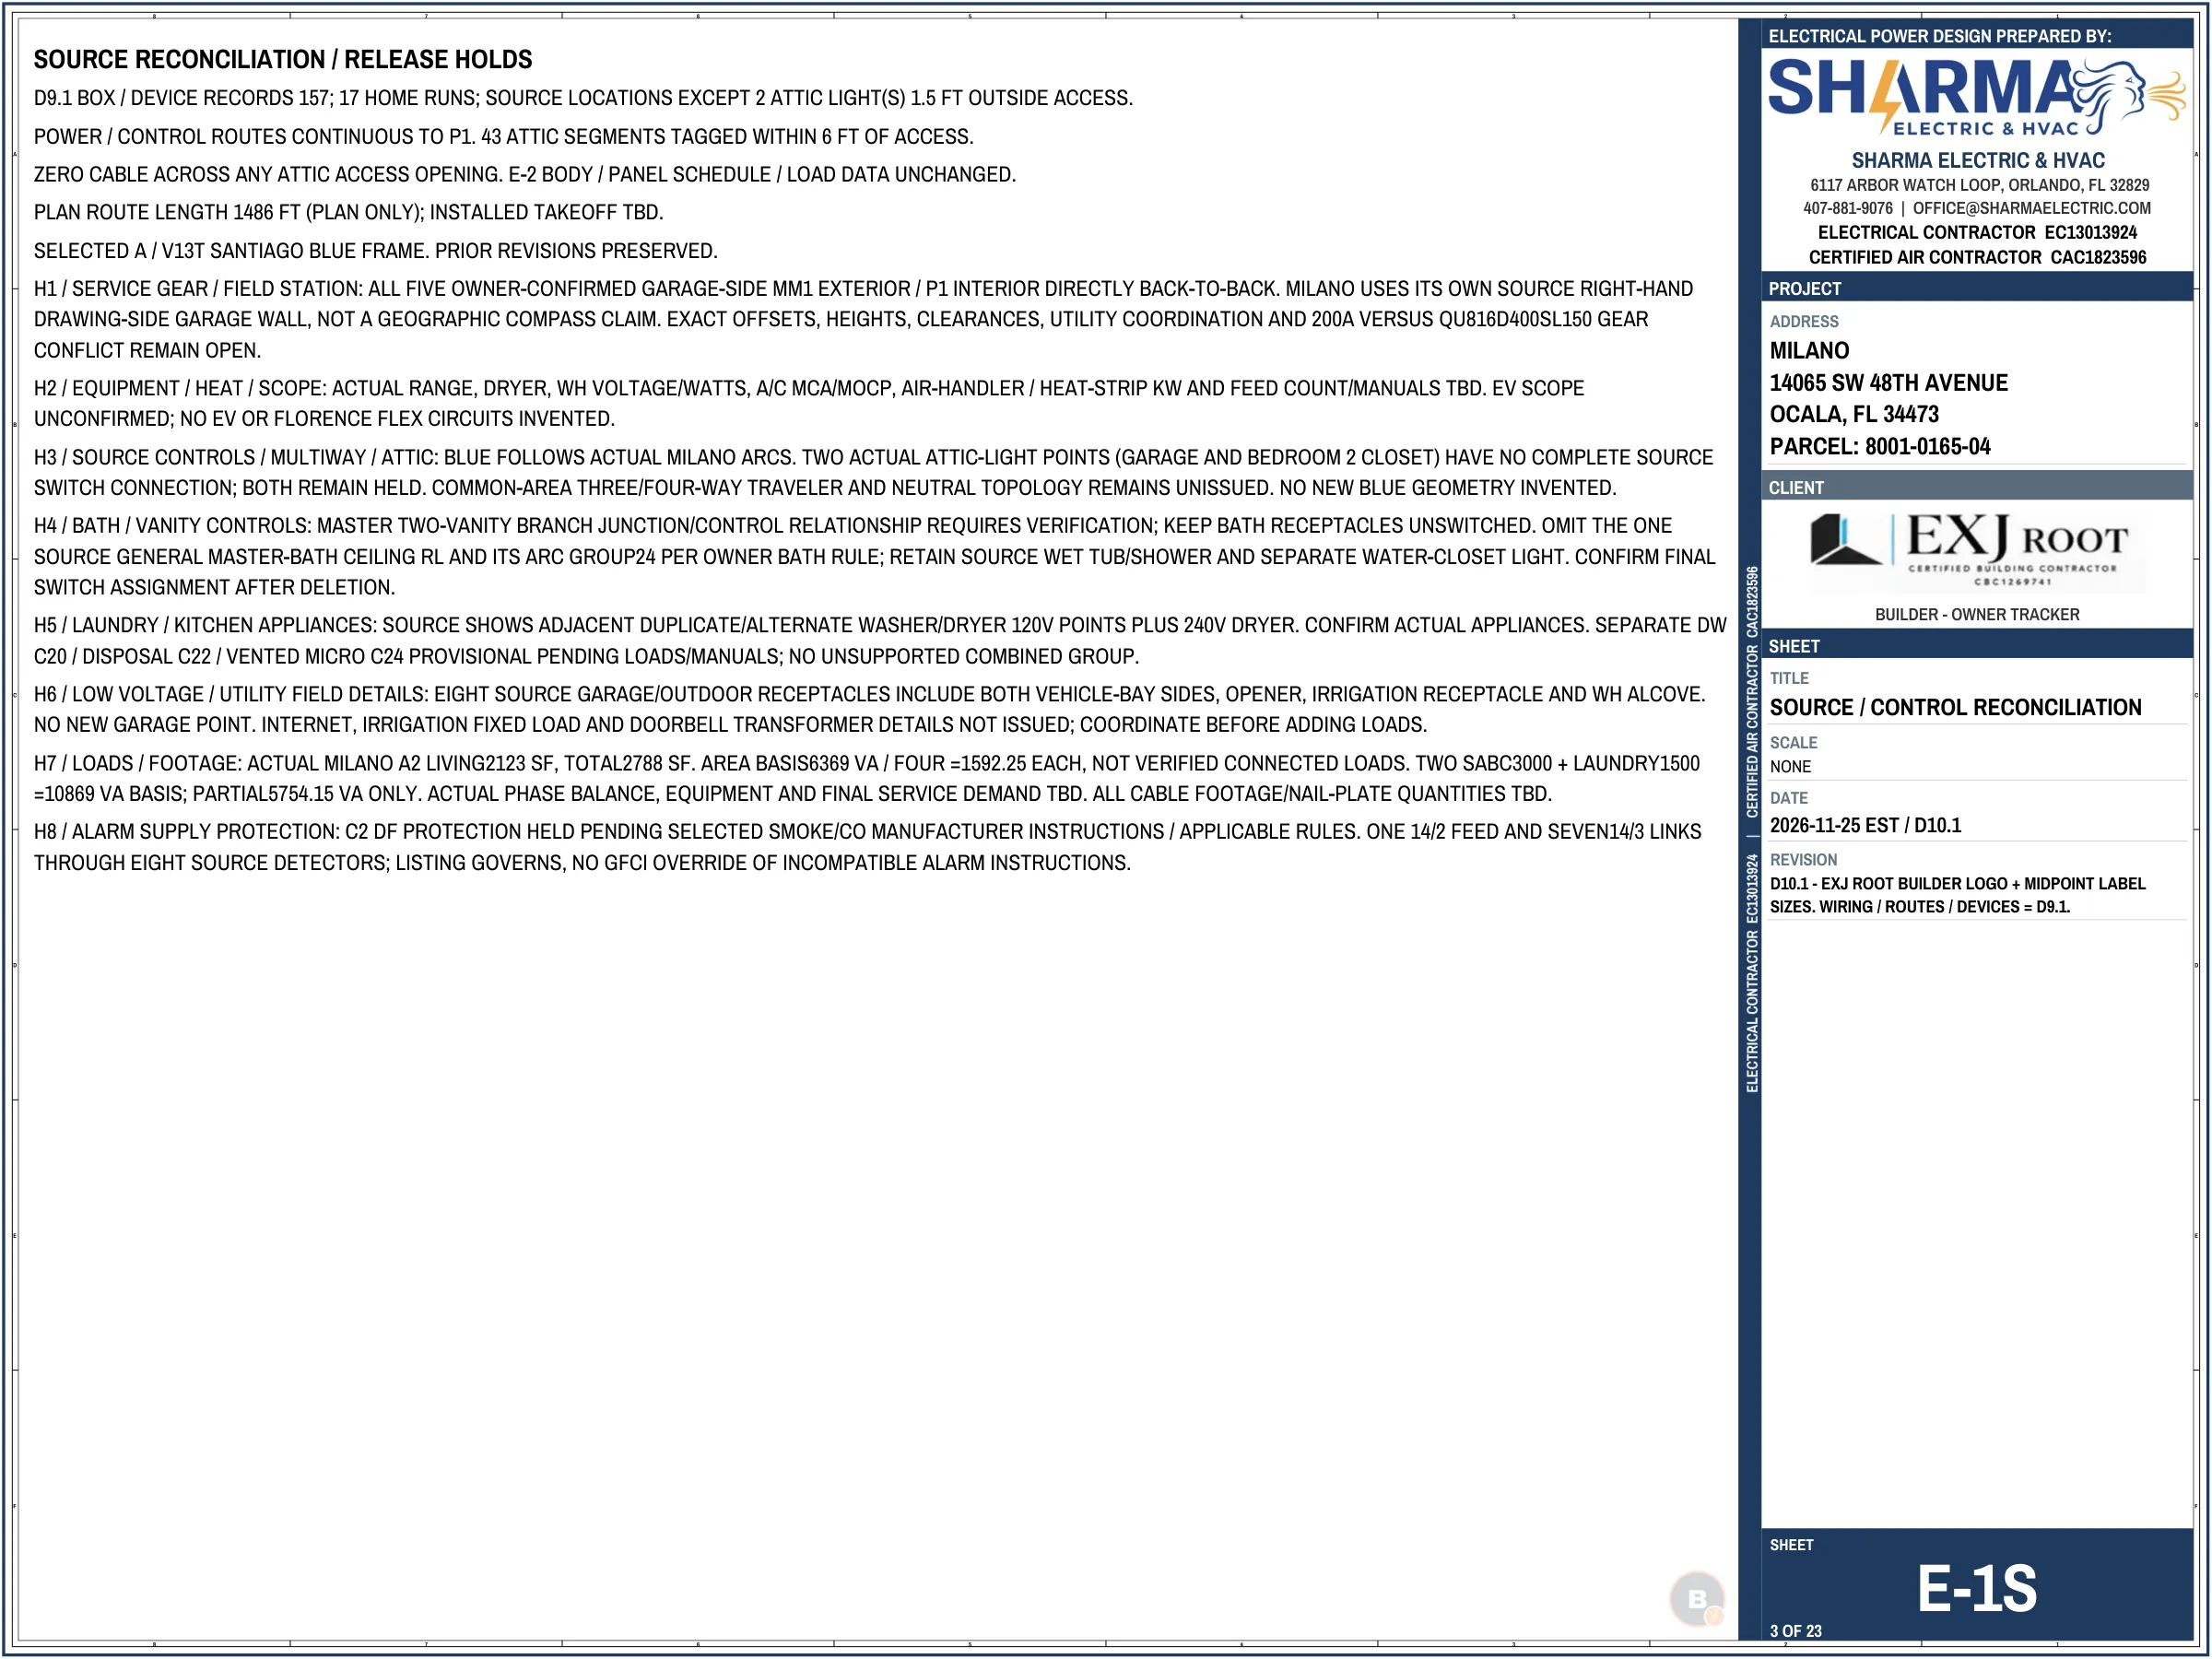 SOURCE RECONCILIATION / RELEASE HOLDS
D9.1 BOX / DEVICE RECORDS 157; 17 HOME RUNS; SOURCE LOCATIONS EXCEPT 2 ATTIC LIGHT(S) 1.5 FT OUTSIDE ACCESS.
POWER / CONTROL ROUTES CONTINUOUS TO P1. 43 ATTIC SEGMENTS TAGGED WITHIN 6 FT OF ACCESS.
ZERO CABLE ACROSS ANY ATTIC ACCESS OPENING. E-2 BODY / PANEL SCHEDULE / LOAD DATA UNCHANGED.
PLAN ROUTE LENGTH 1486 FT (PLAN ONLY); INSTALLED TAKEOFF TBD.
SELECTED A / V13T SANTIAGO BLUE FRAME. PRIOR REVISIONS PRESERVED.
H1 / SERVICE GEAR / FIELD STATION: ALL FIVE OWNER-CONFIRMED GARAGE-SIDE MM1 EXTERIOR / P1 INTERIOR DIRECTLY BACK-TO-BACK. MILANO USES ITS OWN SOURCE RIGHT-HAND
DRAWING-SIDE GARAGE WALL, NOT A GEOGRAPHIC COMPASS CLAIM. EXACT OFFSETS, HEIGHTS, CLEARANCES, UTILITY COORDINATION AND 200A VERSUS QU816D400SL150 GEAR
CONFLICT REMAIN OPEN.
H2 / EQUIPMENT / HEAT / SCOPE: ACTUAL RANGE, DRYER, WH VOLTAGE/WATTS, A/C MCA/MOCP, AIR-HANDLER / HEAT-STRIP KW AND FEED COUNT/MANUALS TBD. EV SCOPE
UNCONFIRMED; NO EV OR FLORENCE FLEX CIRCUITS INVENTED.
H3 / SOURCE CONTROLS / MULTIWAY / ATTIC: BLUE FOLLOWS ACTUAL MILANO ARCS. TWO ACTUAL ATTIC-LIGHT POINTS (GARAGE AND BEDROOM 2 CLOSET) HAVE NO COMPLETE SOURCE
SWITCH CONNECTION; BOTH REMAIN HELD. COMMON-AREA THREE/FOUR-WAY TRAVELER AND NEUTRAL TOPOLOGY REMAINS UNISSUED. NO NEW BLUE GEOMETRY INVENTED.
H4 / BATH / VANITY CONTROLS: MASTER TWO-VANITY BRANCH JUNCTION/CONTROL RELATIONSHIP REQUIRES VERIFICATION; KEEP BATH RECEPTACLES UNSWITCHED. OMIT THE ONE
SOURCE GENERAL MASTER-BATH CEILING RL AND ITS ARC GROUP24 PER OWNER BATH RULE; RETAIN SOURCE WET TUB/SHOWER AND SEPARATE WATER-CLOSET LIGHT. CONFIRM FINAL
SWITCH ASSIGNMENT AFTER DELETION.
H5 / LAUNDRY / KITCHEN APPLIANCES: SOURCE SHOWS ADJACENT DUPLICATE/ALTERNATE WASHER/DRYER 120V POINTS PLUS 240V DRYER. CONFIRM ACTUAL APPLIANCES. SEPARATE DW
C20 / DISPOSAL C22 / VENTED MICRO C24 PROVISIONAL PENDING LOADS/MANUALS; NO UNSUPPORTED COMBINED GROUP.
H6 / LOW VOLTAGE / UTILITY FIELD DETAILS: EIGHT SOURCE GARAGE/OUTDOOR RECEPTACLES INCLUDE BOTH VEHICLE-BAY SIDES, OPENER, IRRIGATION RECEPTACLE AND WH ALCOVE.
NO NEW GARAGE POINT. INTERNET, IRRIGATION FIXED LOAD AND DOORBELL TRANSFORMER DETAILS NOT ISSUED; COORDINATE BEFORE ADDING LOADS.
H7 / LOADS / FOOTAGE: ACTUAL MILANO A2 LIVING2123 SF, TOTAL2788 SF. AREA BASIS6369 VA / FOUR =1592.25 EACH, NOT VERIFIED CONNECTED LOADS. TWO SABC3000 + LAUNDRY1500
=10869 VA BASIS; PARTIAL5754.15 VA ONLY. ACTUAL PHASE BALANCE, EQUIPMENT AND FINAL SERVICE DEMAND TBD. ALL CABLE FOOTAGE/NAIL-PLATE QUANTITIES TBD.
H8 / ALARM SUPPLY PROTECTION: C2 DF PROTECTION HELD PENDING SELECTED SMOKE/CO MANUFACTURER INSTRUCTIONS / APPLICABLE RULES. ONE 14/2 FEED AND SEVEN14/3 LINKS
THROUGH EIGHT SOURCE DETECTORS; LISTING GOVERNS, NO GFCI OVERRIDE OF INCOMPATIBLE ALARM INSTRUCTIONS.
B
ELECTRICAL CONTRACTOR EC13013924 | CERTIFIED AIR CONTRACTOR CAC1823596
ELECTRICAL POWER DESIGN PREPARED BY:
SHARMA
ELECTRIC & HVAC
SHARMA ELECTRIC & HVAC
6117 ARBOR WATCH LOOP, ORLANDO, FL 32829
407-881-9076 | OFFICE@SHARMAELECTRIC.COM
ELECTRICAL CONTRACTOR EC13013924
CERTIFIED AIR CONTRACTOR CAC1823596
PROJECT
ADDRESS
MILANO
14065 SW 48TH AVENUE
OCALA, FL 34473
PARCEL: 8001-0165-04
CLIENT
EXJ ROOT
CERTIFIED BUILDING CONTRACTOR
CBC1269741
BUILDER - OWNER TRACKER
SHEET
TITLE
SOURCE / CONTROL RECONCILIATION
SCALE
NONE
DATE
2026-11-25 EST / D10.1
REVISION
D10.1 - EXJ ROOT BUILDER LOGO + MIDPOINT LABEL
SIZES. WIRING / ROUTES / DEVICES = D9.1.
SHEET
E-1S
3 OF 23